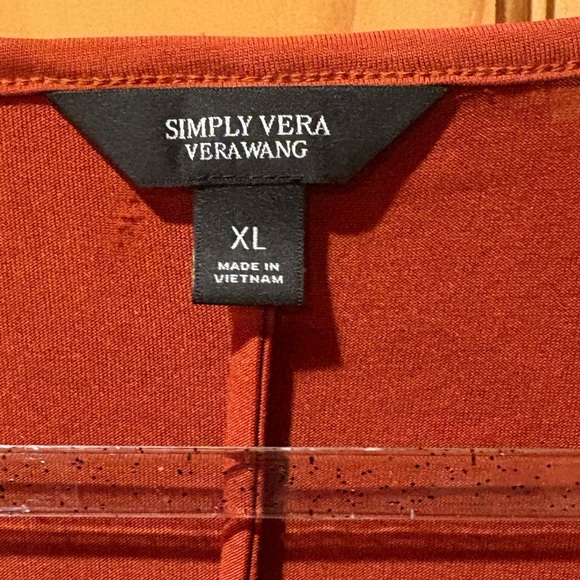 SIMPLY VERA
VERAWANG
XL
MADE IN
VIETNAM